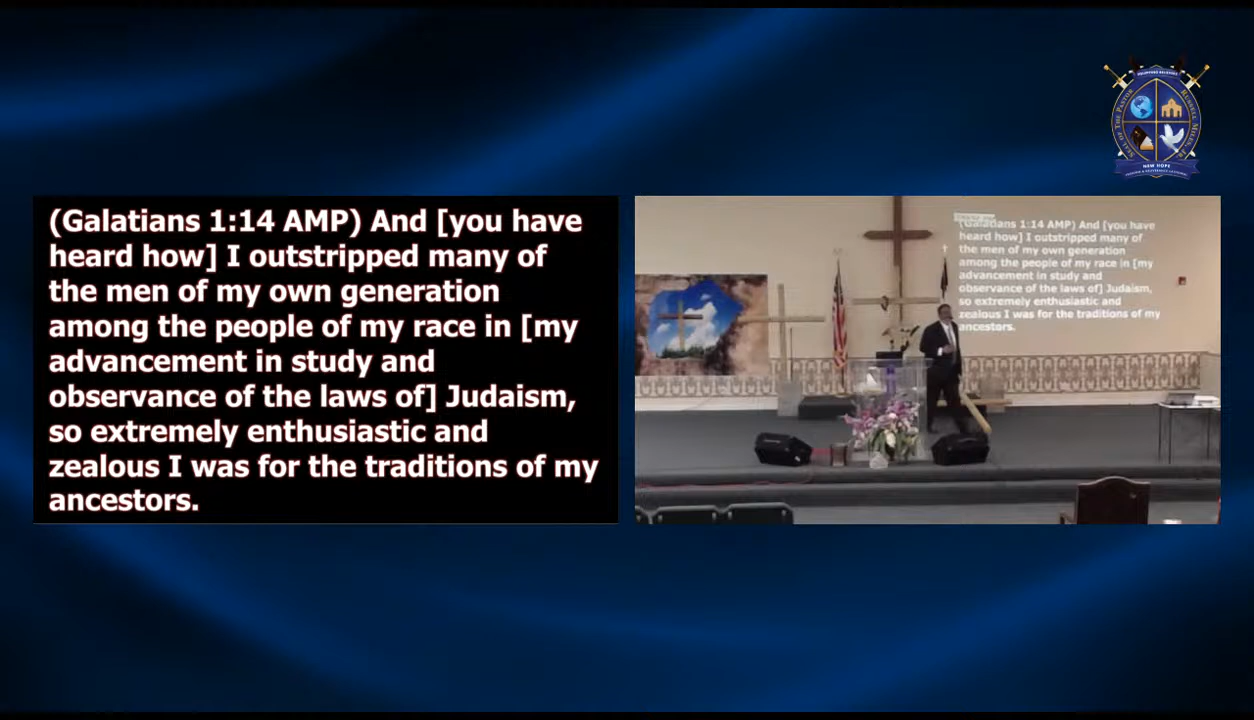 (Galatians 1:14 AMP) And [you have
heard how] I outstripped many of
the men of my own generation
among the people of my race in [my
advancement in study and
observance of the laws of] Judaism,
so extremely enthusiastic and
zealous I was for the traditions of my
ancestors.
(Galatians 1:14 AMP) And [you have
heard how] I outstripped many of
the men of my own generation
among the people of my race in [my
advancement in study and
observance of the laws of] Judaism,
so extremely enthusiastic and
zealous I was for the traditions of my
ancestors.
SEAL OF THE PASTOR
NEW HOPE